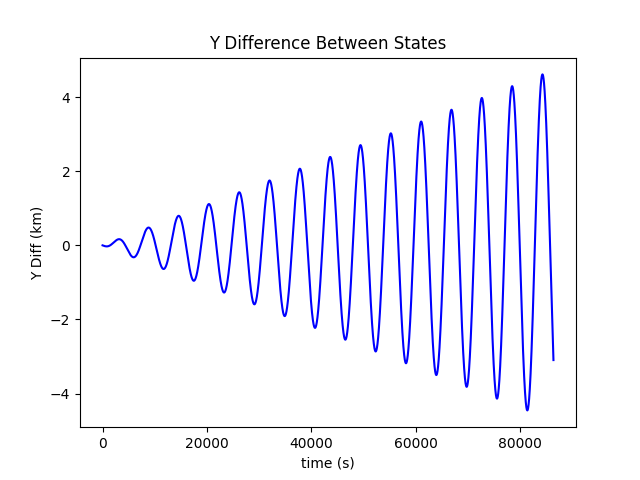 Y Difference Between States
Y Diff (km)
4
2
0
−2
−4
0 20000 40000 60000 80000
time (s)